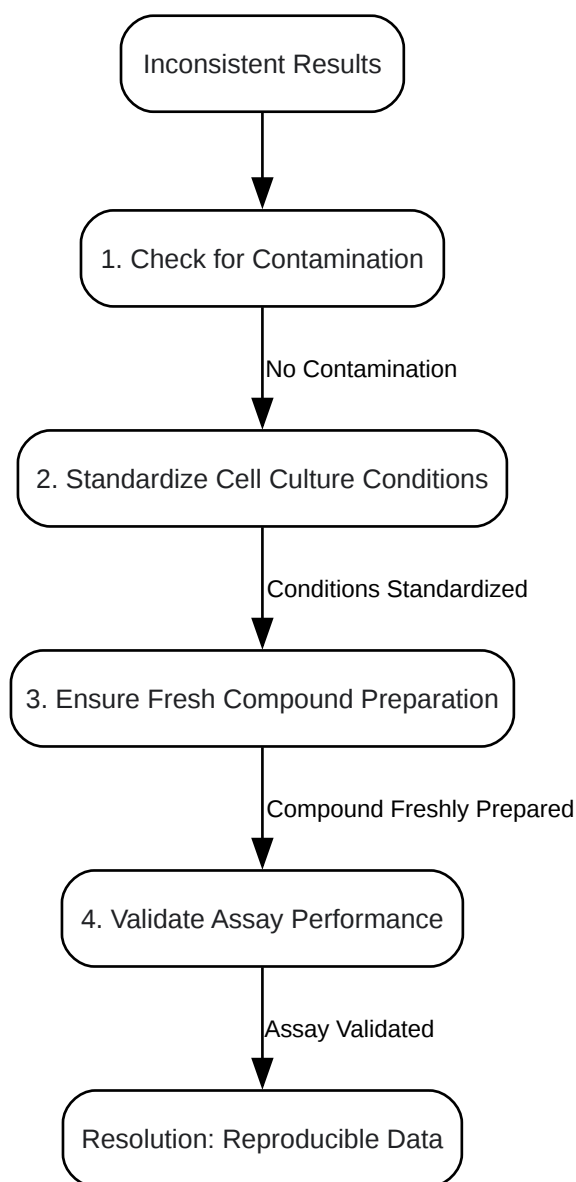 Inconsistent Results
1. Check for Contamination
No Contamination
2. Standardize Cell Culture Conditions
Conditions Standardized
3. Ensure Fresh Compound Preparation
Compound Freshly Prepared
4. Validate Assay Performance
Assay Validated
Resolution: Reproducible Data